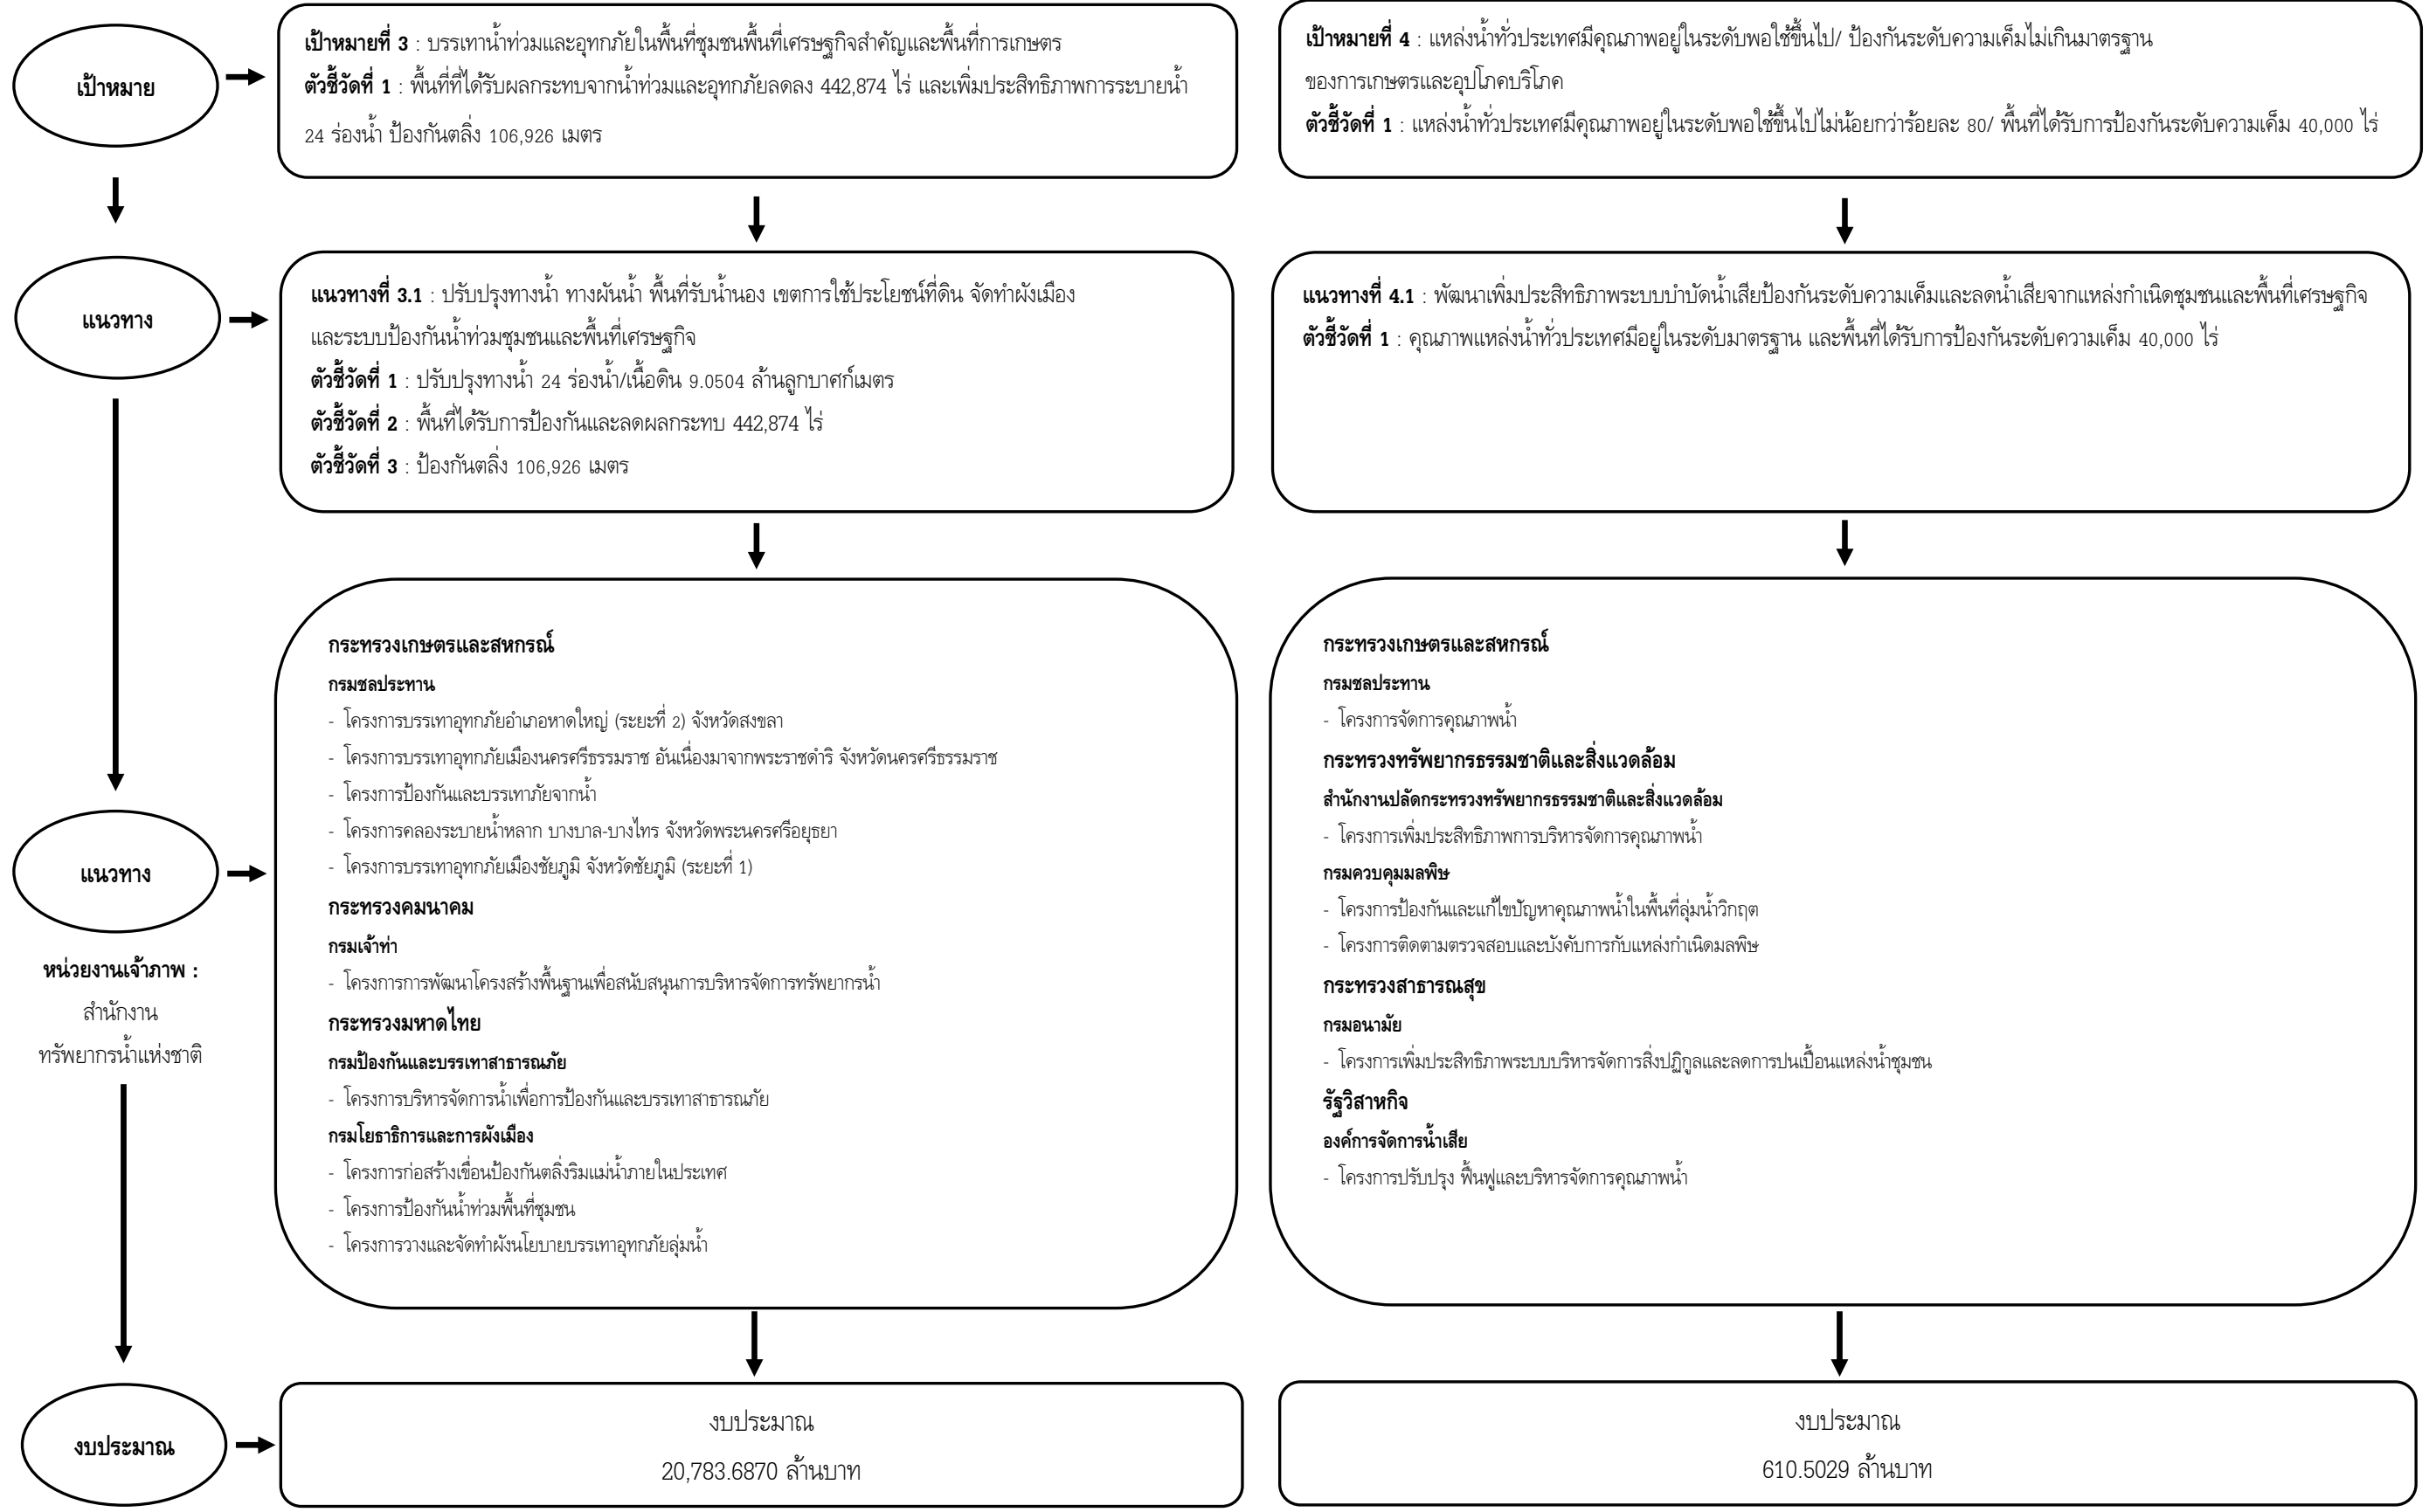 เป้าหมาย
เป้าหมายที่ 3 : บรรเทาน้ำท่วมและอุทกภัยในพื้นที่ชุมชนพื้นที่เศรษฐกิจสำคัญและพื้นที่การเกษตร
ตัวชี้วัดที่ 1 : พื้นที่ที่ได้รับผลกระทบจากน้ำท่วมและอุทกภัยลดลง 442,874 ไร่ และเพิ่มประสิทธิภาพการระบายน้ำ
24 ร่องน้ำ ป้องกันตลิ่ง 106,926 เมตร
เป้าหมายที่ 4 : แหล่งน้ำทั่วประเทศมีคุณภาพอยู่ในระดับพอใช้ขึ้นไป/ ป้องกันระดับความเค็มไม่เกินมาตรฐาน
ของการเกษตรและอุปโภคบริโภค
ตัวชี้วัดที่ 1 : แหล่งน้ำทั่วประเทศมีคุณภาพอยู่ในระดับพอใช้ขึ้นไปไม่น้อยกว่าร้อยละ 80/ พื้นที่ได้รับการป้องกันระดับความเค็ม 40,000 ไร่
แนวทาง
แนวทางที่ 3.1 : ปรับปรุงทางน้ำ ทางผันน้ำ พื้นที่รับน้ำนอง เขตการใช้ประโยชน์ที่ดิน จัดทำผังเมือง
และระบบป้องกันน้ำท่วมชุมชนและพื้นที่เศรษฐกิจ
ตัวชี้วัดที่ 1 : ปรับปรุงทางน้ำ 24 ร่องน้ำ/เนื้อดิน 9.0504 ล้านลูกบาศก์เมตร
ตัวชี้วัดที่ 2 : พื้นที่ได้รับการป้องกันและลดผลกระทบ 442,874 ไร่
ตัวชี้วัดที่ 3 : ป้องกันตลิ่ง 106,926 เมตร
แนวทางที่ 4.1 : พัฒนาเพิ่มประสิทธิภาพระบบบำบัดน้ำเสียป้องกันระดับความเค็มและลดน้ำเสียจากแหล่งกำเนิดชุมชนและพื้นที่เศรษฐกิจ
ตัวชี้วัดที่ 1 : คุณภาพแหล่งน้ำทั่วประเทศมีอยู่ในระดับมาตรฐาน และพื้นที่ได้รับการป้องกันระดับความเค็ม 40,000 ไร่
แนวทาง
หน่วยงานเจ้าภาพ :
สำนักงาน
ทรัพยากรน้ำแห่งชาติ
กระทรวงเกษตรและสหกรณ์
กรมชลประทาน
- โครงการบรรเทาอุทกภัยอำเภอหาดใหญ่ (ระยะที่ 2) จังหวัดสงขลา
- โครงการบรรเทาอุทกภัยเมืองนครศรีธรรมราช อันเนื่องมาจากพระราชดำริ จังหวัดนครศรีธรรมราช
- โครงการป้องกันและบรรเทาภัยจากน้ำ
- โครงการคลองระบายน้ำหลาก บางบาล-บางไทร จังหวัดพระนครศรีอยุธยา
- โครงการบรรเทาอุทกภัยเมืองชัยภูมิ จังหวัดชัยภูมิ (ระยะที่ 1)
กระทรวงคมนาคม
กรมเจ้าท่า
- โครงการการพัฒนาโครงสร้างพื้นฐานเพื่อสนับสนุนการบริหารจัดการทรัพยากรน้ำ
กระทรวงมหาดไทย
กรมป้องกันและบรรเทาสาธารณภัย
- โครงการบริหารจัดการน้ำเพื่อการป้องกันและบรรเทาสาธารณภัย
กรมโยธาธิการและการผังเมือง
- โครงการก่อสร้างเขื่อนป้องกันตลิ่งริมแม่น้ำภายในประเทศ
- โครงการป้องกันน้ำท่วมพื้นที่ชุมชน
- โครงการวางและจัดทำผังนโยบายบรรเทาอุทกภัยลุ่มน้ำ
กระทรวงเกษตรและสหกรณ์
กรมชลประทาน
- โครงการจัดการคุณภาพน้ำ
กระทรวงทรัพยากรธรรมชาติและสิ่งแวดล้อม
สำนักงานปลัดกระทรวงทรัพยากรธรรมชาติและสิ่งแวดล้อม
- โครงการเพิ่มประสิทธิภาพการบริหารจัดการคุณภาพน้ำ
กรมควบคุมมลพิษ
- โครงการป้องกันและแก้ไขปัญหาคุณภาพน้ำในพื้นที่ลุ่มน้ำวิกฤต
- โครงการติดตามตรวจสอบและบังคับการกับแหล่งกำเนิดมลพิษ
กระทรวงสาธารณสุข
กรมอนามัย
- โครงการเพิ่มประสิทธิภาพระบบบริหารจัดการสิ่งปฏิกูลและลดการปนเปื้อนแหล่งน้ำชุมชน
รัฐวิสาหกิจ
องค์การจัดการน้ำเสีย
- โครงการปรับปรุง ฟื้นฟูและบริหารจัดการคุณภาพน้ำ
งบประมาณ
งบประมาณ
20,783.6870 ล้านบาท
งบประมาณ
610.5029 ล้านบาท